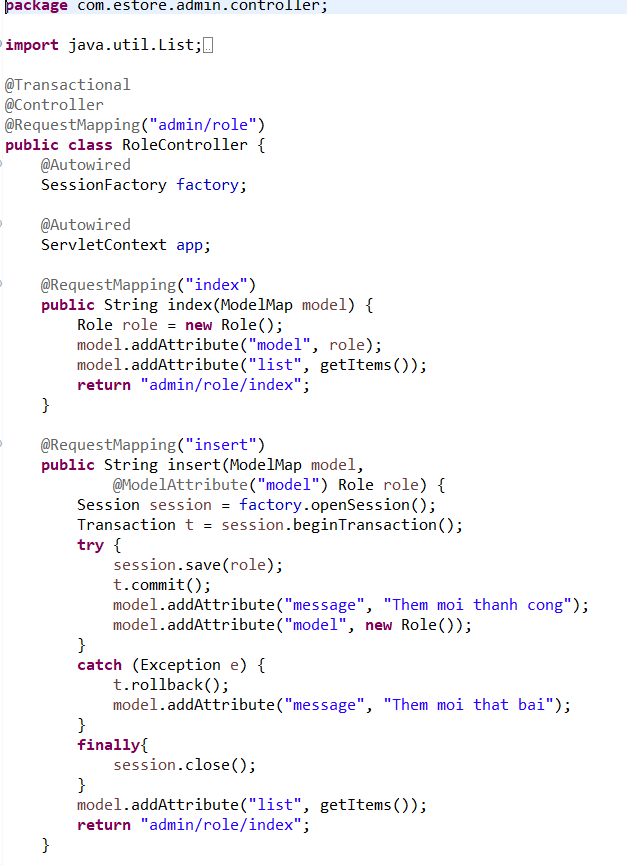 package com.estore.admin.controller;
import java.util.List;
@Transactional
@Controller
@RequestMapping("admin/role")
public class RoleController {
    @Autowired
    SessionFactory factory;
    @Autowired
    ServletContext app;
    @RequestMapping("index")
    public String index(ModelMap model) {
        Role role = new Role();
        model.addAttribute("model", role);
        model.addAttribute("list", getItems());
        return "admin/role/index";
    }
    @RequestMapping("insert")
    public String insert(ModelMap model,
            @ModelAttribute("model") Role role) {
        Session session = factory.openSession();
        Transaction t = session.beginTransaction();
        try {
            session.save(role);
            t.commit();
            model.addAttribute("message", "Them moi thanh cong");
            model.addAttribute("model", new Role());
        }
        catch (Exception e) {
            t.rollback();
            model.addAttribute("message", "Them moi that bai");
        }
        finally{
            session.close();
        }
        model.addAttribute("list", getItems());
        return "admin/role/index";
    }